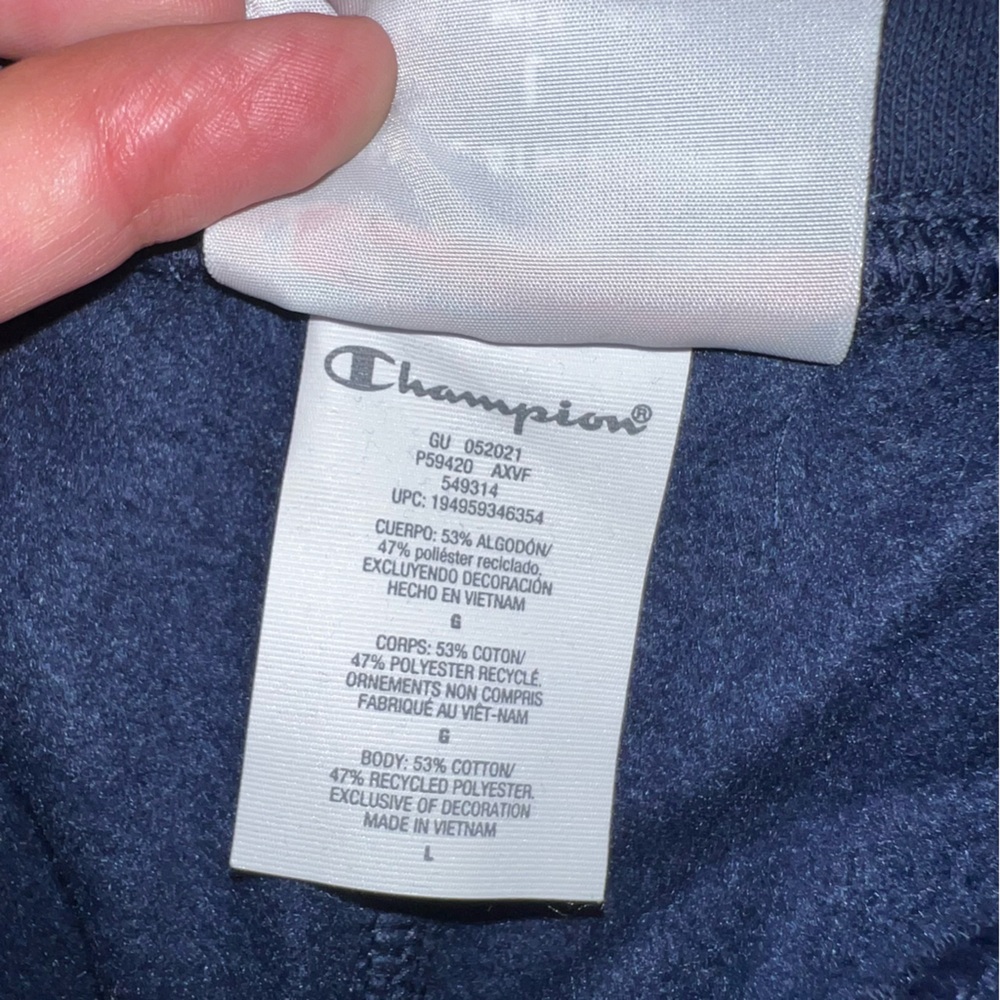 Champion®
GU 052021
P59420 AXVF
549314
UPC: 194959346354
CUERPO: 53% ALGODÓN/
47% poliéster reciclado.
EXCLUYENDO DECORACIÓN
HECHO EN VIETNAM
G
CORPS: 53% COTON/
47% POLYESTER RECYCLÉ.
ORNEMENTS NON COMPRIS
FABRIQUÉ AU VIÊT-NAM
G
BODY: 53% COTTON/
47% RECYCLED POLYESTER.
EXCLUSIVE OF DECORATION
MADE IN VIETNAM
L